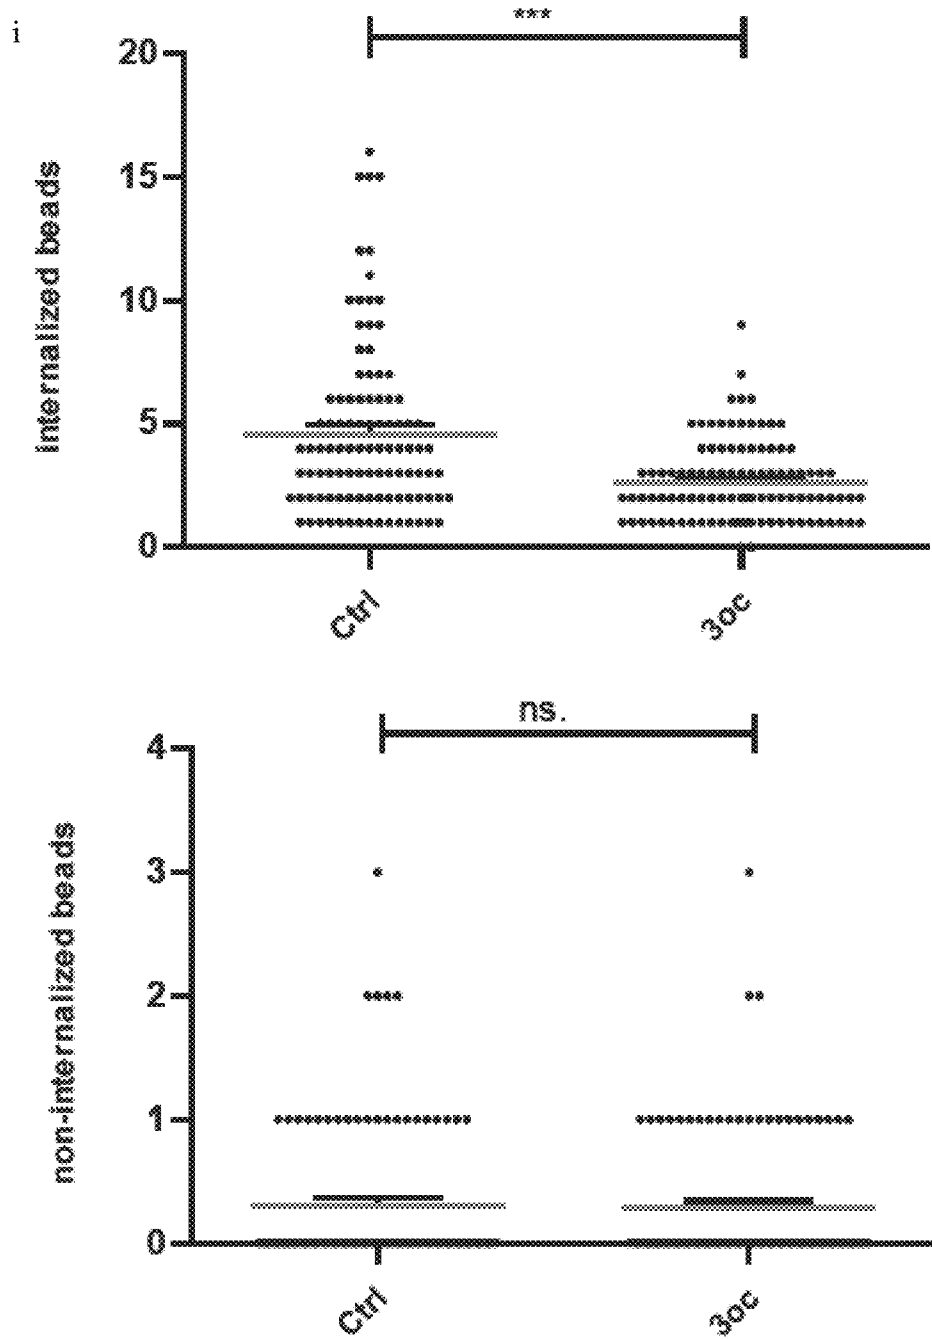 i
***
20
15
10
5
0
internalized beads
Ctrl
3oc
ns.
4
3
2
1
0
non-internalized beads
Ctrl
3oc